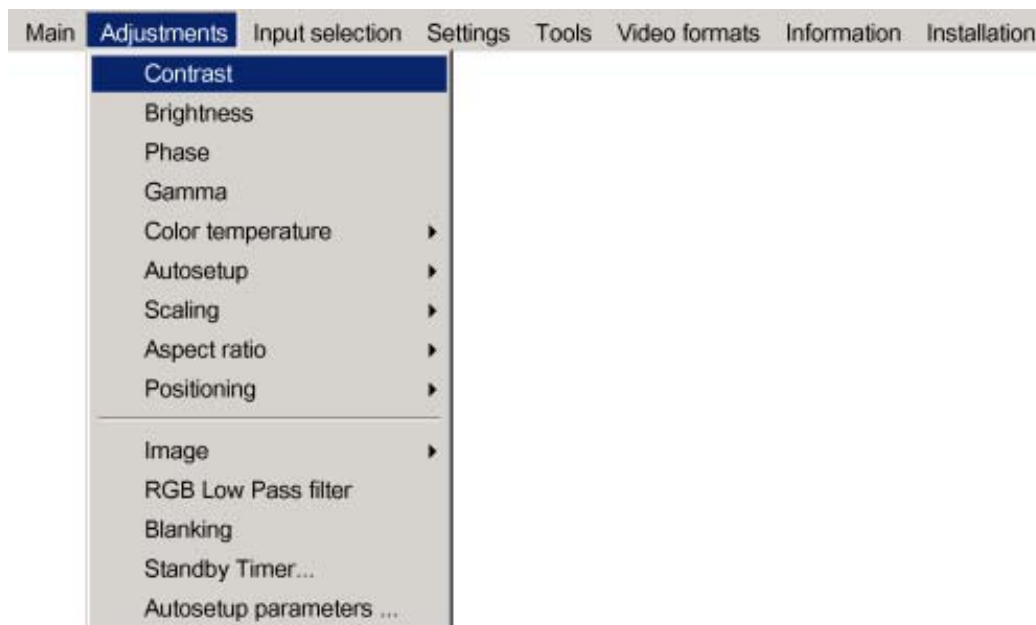 Main Adjustments Input selection Settings Tools Video formats Information Installation
Contrast
Brightness
Phase
Gamma
Color temperature
Autosetup
Scaling
Aspect ratio
Positioning
Image
RGB Low Pass filter
Blanking
Standby Timer...
Autosetup parameters ...